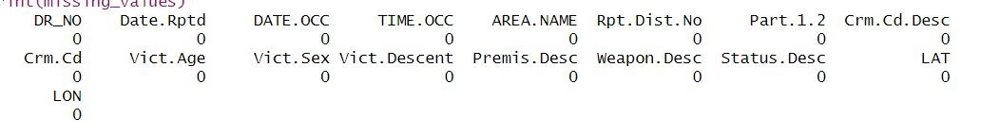 int(missing_values)
DR_NO Date.Rptd DATE.OCC TIME.OCC AREA.NAME Rpt.Dist.No Part.1.2 Crm.Cd.Desc
0 0 0 0 0 0 0 0
Crm.Cd Vict.Age Vict.Sex Vict.Descent Premis.Desc Weapon.Desc Status.Desc LAT
0 0 0 0 0 0 0 0
LON
0